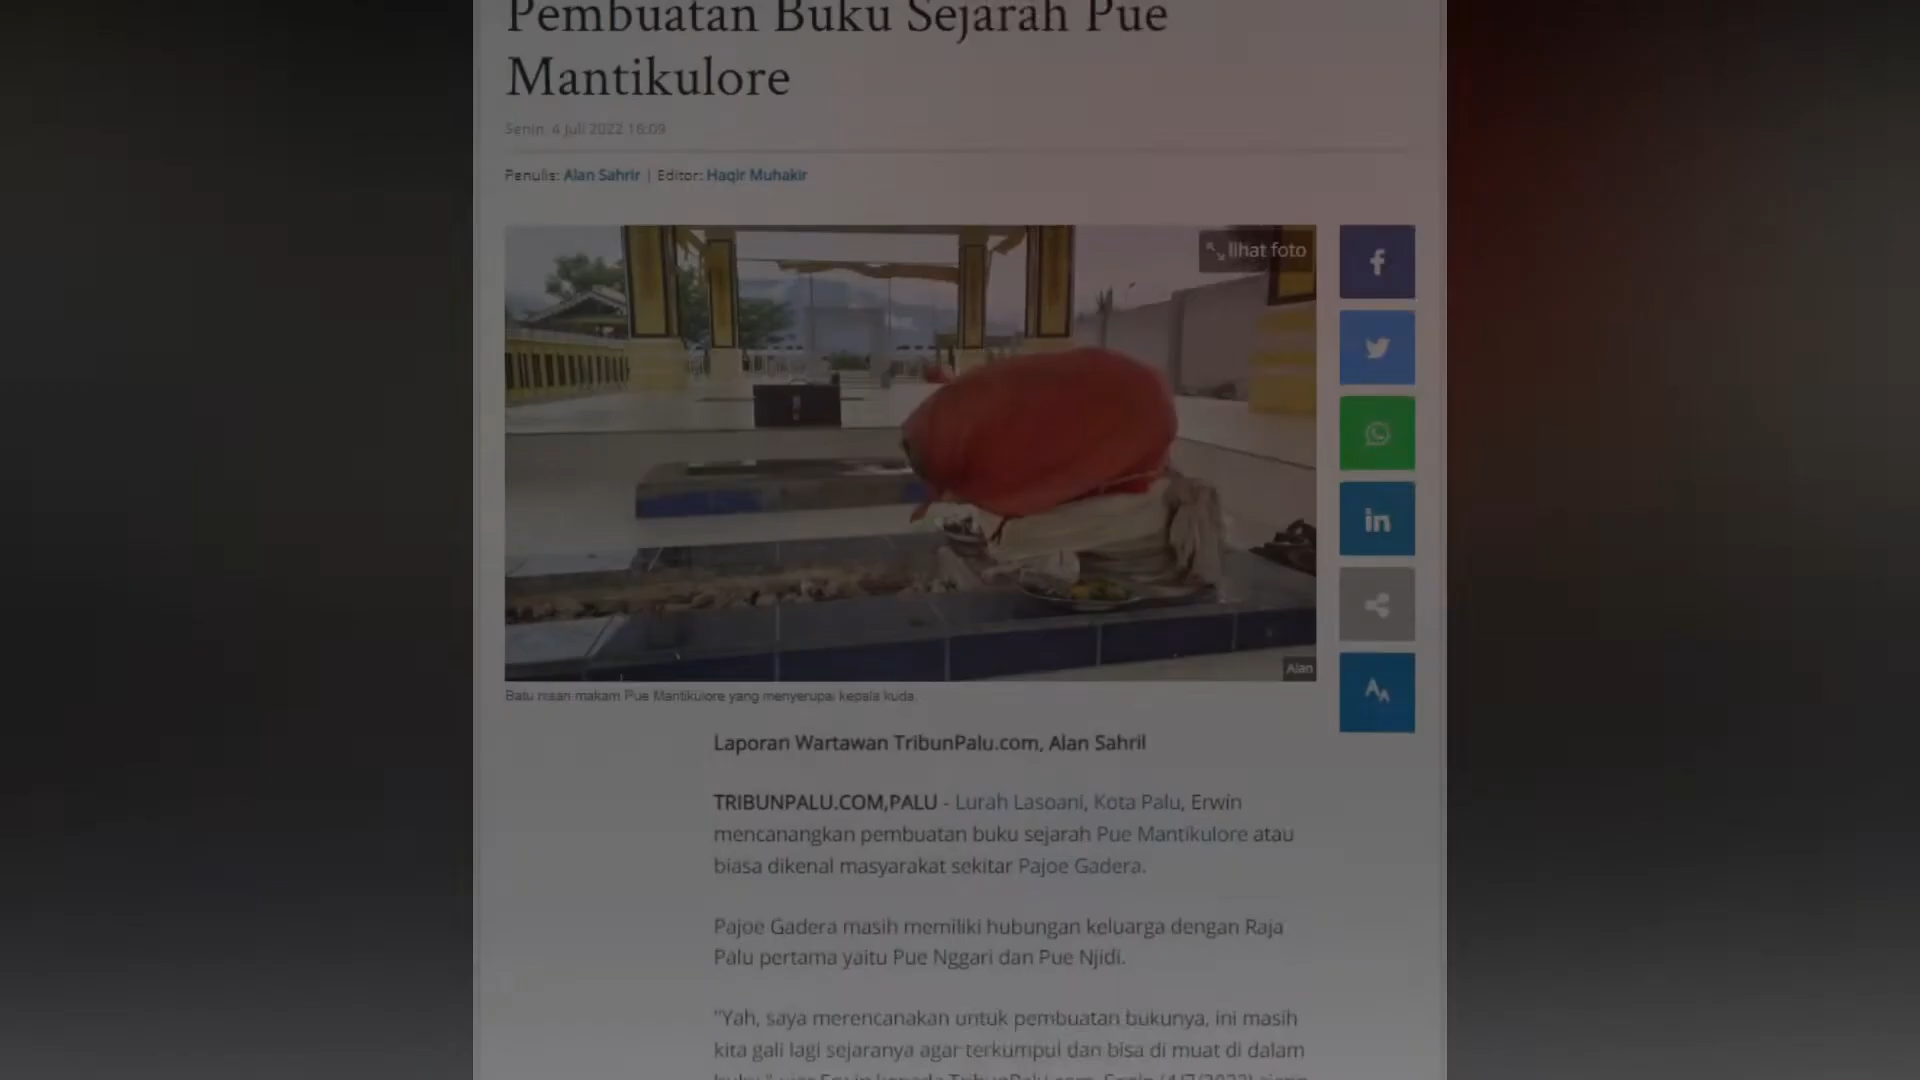 Pembuatan Buku Sejarah Pue
Mantikulore
Senin, 4 Juli 2022 16:09
Penulis: Alan Sahrir | Editor: Haqir Muhakir
lihat foto
Alan
Batu nisan makam Pue Mantikulore yang menyerupai kepala kuda.
Laporan Wartawan TribunPalu.com, Alan Sahril
TRIBUNPALU.COM,PALU - Lurah Lasoani, Kota Palu, Erwin
mencanangkan pembuatan buku sejarah Pue Mantikulore atau
biasa dikenal masyarakat sekitar Pajoe Gadera.
Pajoe Gadera masih memiliki hubungan keluarga dengan Raja
Palu pertama yaitu Pue Nggari dan Pue Njidi.
"Yah, saya merencanakan untuk pembuatan bukunya, ini masih
kita gali lagi sejaranya agar terkumpul dan bisa di muat di dalam